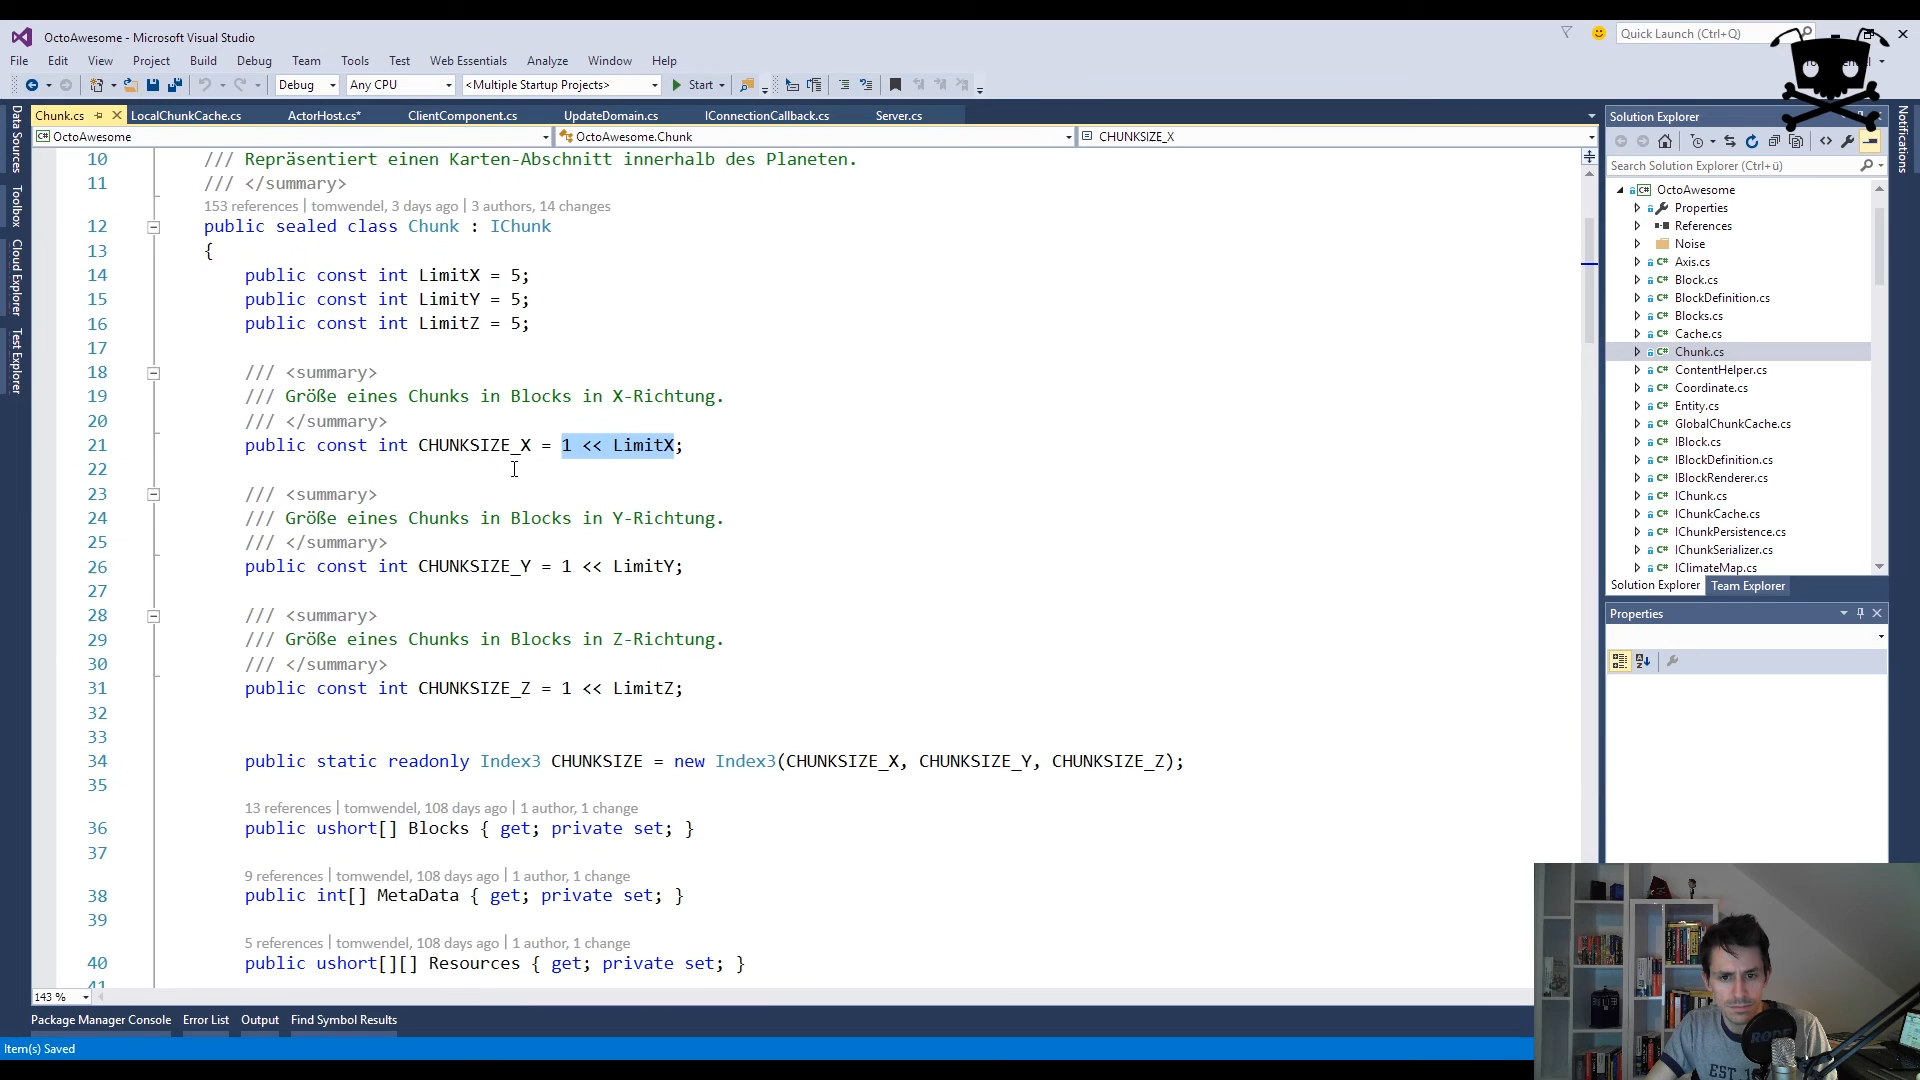 OctoAwesome - Microsoft Visual Studio
Quick Launch (Ctrl+Q)
File Edit View Project Build Debug Team Tools Test Web Essentials Analyze Window Help
Debug Any CPU <Multiple Startup Projects> Start
Chunk.cs LocalChunkCache.cs ActorHost.cs* ClientComponent.cs UpdateDomain.cs IConnectionCallback.cs Server.cs
OctoAwesome OctoAwesome.Chunk CHUNKSIZE_X
Data Sources
Toolbox
Cloud Explorer
Test Explorer
10 /// Repräsentiert einen Karten-Abschnitt innerhalb des Planeten.
11 /// </summary>
153 references | tomwendel, 3 days ago | 3 authors, 14 changes
12 public sealed class Chunk : IChunk
13 {
14 public const int LimitX = 5;
15 public const int LimitY = 5;
16 public const int LimitZ = 5;
17
18 /// <summary>
19 /// Größe eines Chunks in Blocks in X-Richtung.
20 /// </summary>
21 public const int CHUNKSIZE_X = 1 << LimitX;
22
23 /// <summary>
24 /// Größe eines Chunks in Blocks in Y-Richtung.
25 /// </summary>
26 public const int CHUNKSIZE_Y = 1 << LimitY;
27
28 /// <summary>
29 /// Größe eines Chunks in Blocks in Z-Richtung.
30 /// </summary>
31 public const int CHUNKSIZE_Z = 1 << LimitZ;
32
33
34 public static readonly Index3 CHUNKSIZE = new Index3(CHUNKSIZE_X, CHUNKSIZE_Y, CHUNKSIZE_Z);
35
13 references | tomwendel, 108 days ago | 1 author, 1 change
36 public ushort[] Blocks { get; private set; }
37
9 references | tomwendel, 108 days ago | 1 author, 1 change
38 public int[] MetaData { get; private set; }
39
5 references | tomwendel, 108 days ago | 1 author, 1 change
40 public ushort[][] Resources { get; private set; }
41
143 %
Package Manager Console Error List Output Find Symbol Results
Item(s) Saved
Solution Explorer
Search Solution Explorer (Ctrl+ü)
OctoAwesome
Properties
References
Noise
Axis.cs
Block.cs
BlockDefinition.cs
Blocks.cs
Cache.cs
Chunk.cs
ContentHelper.cs
Coordinate.cs
Entity.cs
GlobalChunkCache.cs
IBlock.cs
IBlockDefinition.cs
IBlockRenderer.cs
IChunk.cs
IChunkCache.cs
IChunkPersistence.cs
IChunkSerializer.cs
IClimateMap.cs
Solution Explorer Team Explorer
Properties
Notifications
RODE